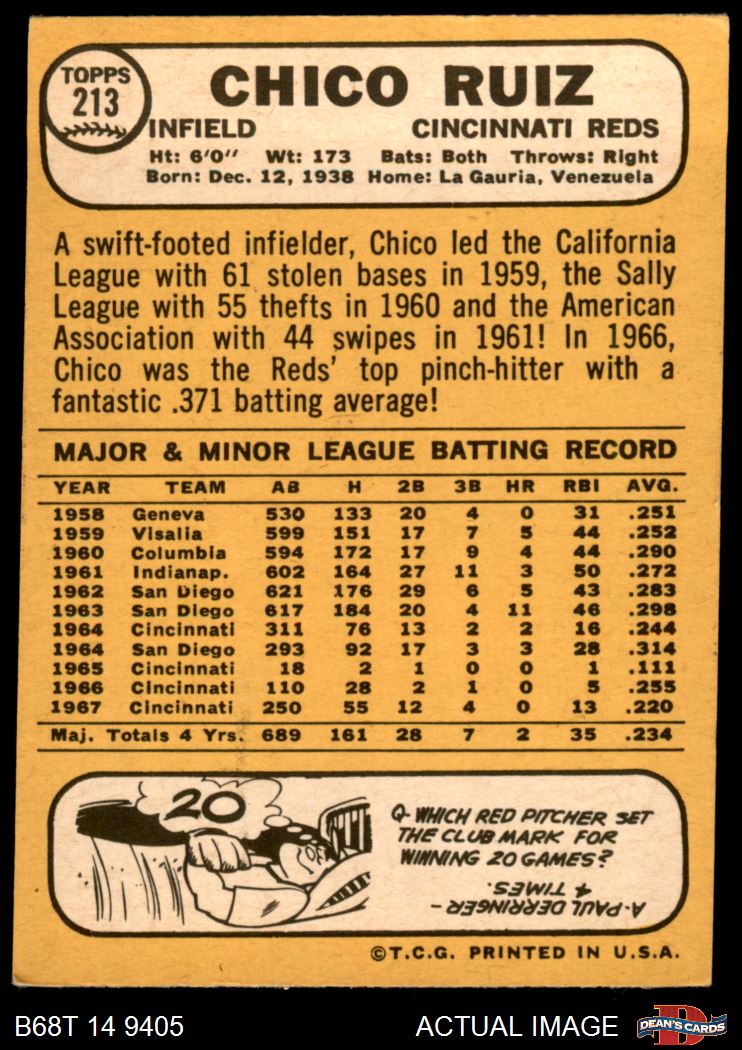 TOPPS
213
CHICO RUIZ
INFIELD CINCINNATI REDS
Ht: 6'0" Wt: 173 Bats: Both Throws: Right
Born: Dec. 12, 1938 Home: La Gauria, Venezuela
A swift-footed infielder, Chico led the California
League with 61 stolen bases in 1959, the Sally
League with 55 thefts in 1960 and the American
Association with 44 swipes in 1961! In 1966,
Chico was the Reds' top pinch-hitter with a
fantastic .371 batting average!
MAJOR & MINOR LEAGUE BATTING RECORD
YEAR TEAM AB H 2B 3B HR RBI AVG.
1958 Geneva 530 133 20 4 0 31 .251
1959 Visalia 599 151 17 7 5 44 .252
1960 Columbia 594 172 17 9 4 44 .290
1961 Indianap. 602 164 27 11 3 50 .272
1962 San Diego 621 176 29 6 5 43 .283
1963 San Diego 617 184 20 4 11 46 .298
1964 Cincinnati 311 76 13 2 2 16 .244
1964 San Diego 293 92 17 3 3 28 .314
1965 Cincinnati 18 2 1 0 0 1 .111
1966 Cincinnati 110 28 2 1 0 5 .255
1967 Cincinnati 250 55 12 4 0 13 .220
Maj. Totals 4 Yrs. 689 161 28 7 2 35 .234
20
Q- WHICH RED PITCHER SET
THE CLUB MARK FOR
WINNING 20 GAMES?
A-PAUL DERRINGER -
4 TIMES.
©T.C.G. PRINTED IN U.S.A.
B68T 14 9405 ACTUAL IMAGE DEAN'S CARDS